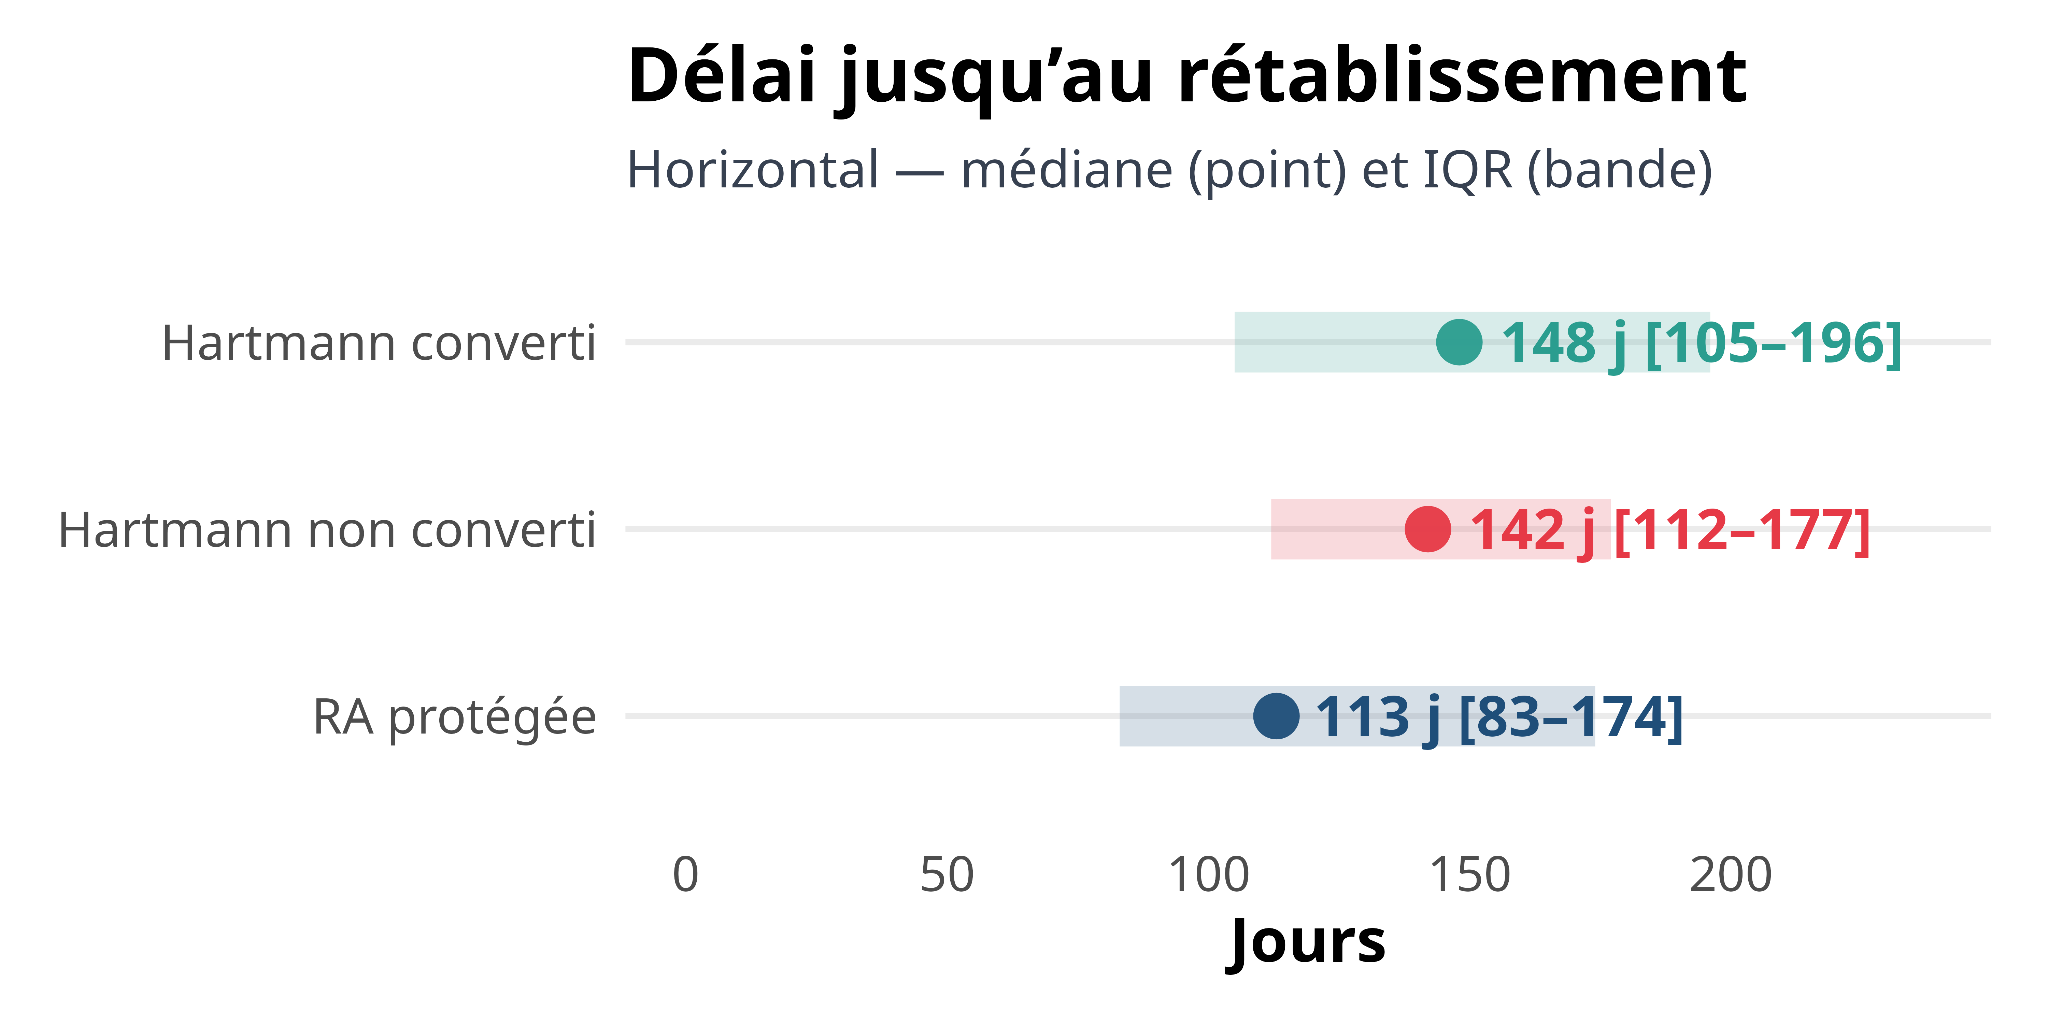 Délai jusqu’au rétablissement
Horizontal — médiane (point) et IQR (bande)
Hartmann converti
148 j [105–196]
Hartmann non converti
142 j [112–177]
RA protégée
113 j [83–174]
0 50 100 150 200
Jours